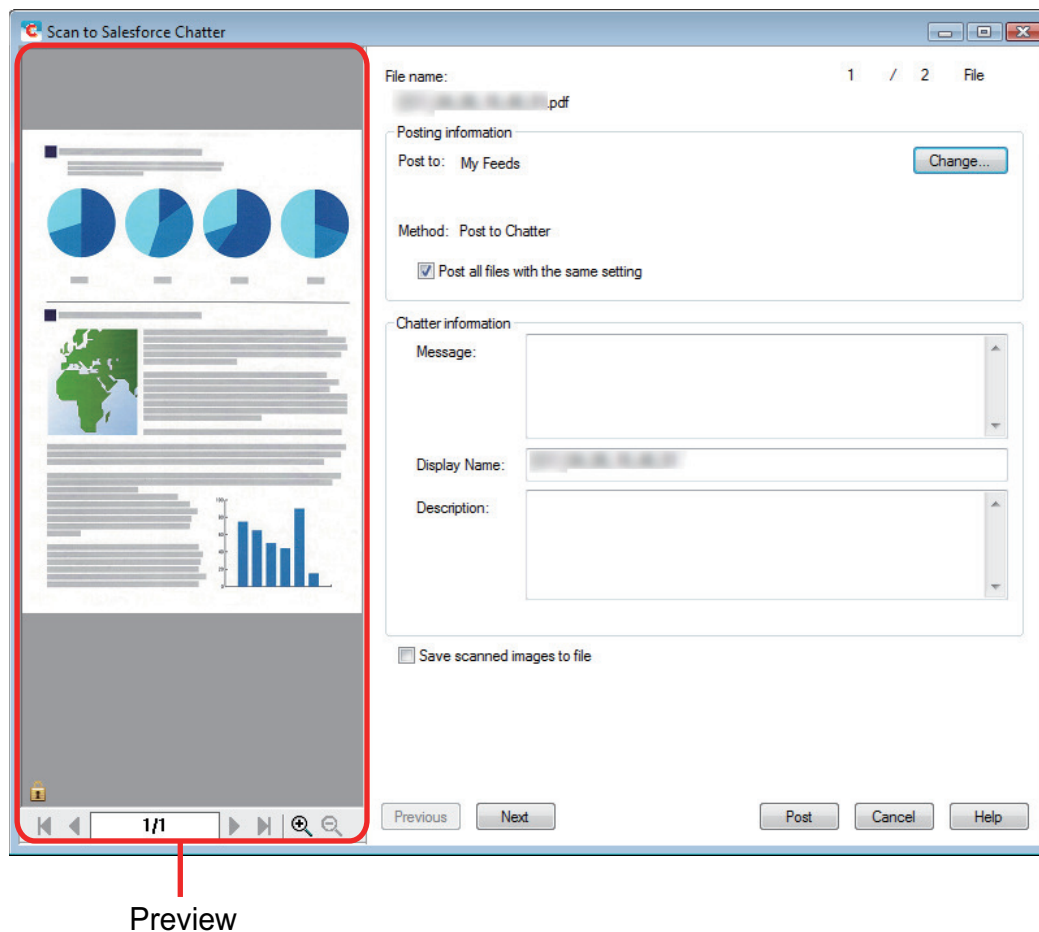 Scan to Salesforce Chatter
File name:
1 / 2 File
.pdf
Posting information
Post to: My Feeds
Change...
Method: Post to Chatter
Post all files with the same setting
Chatter information
Message:
Display Name:
Description:
Save scanned images to file
1/1
Previous Next Post Cancel Help
Preview